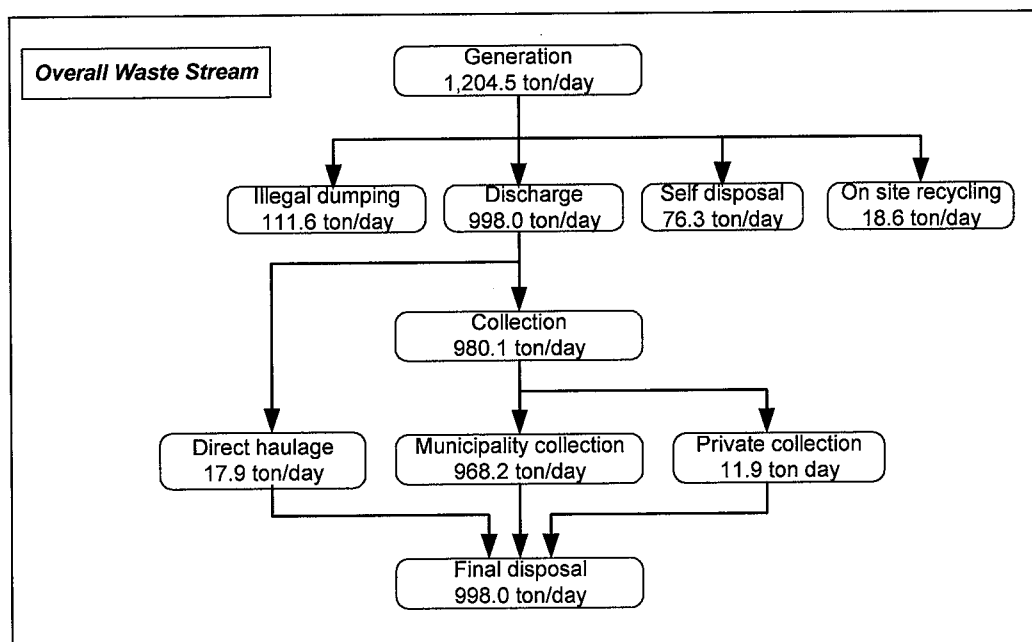 Overall Waste Stream
Generation
1,204.5 ton/day
Illegal dumping
111.6 ton/day
Discharge
998.0 ton/day
Self disposal
76.3 ton/day
On site recycling
18.6 ton/day
Collection
980.1 ton/day
Direct haulage
17.9 ton/day
Municipality collection
968.2 ton/day
Private collection
11.9 ton day
Final disposal
998.0 ton/day